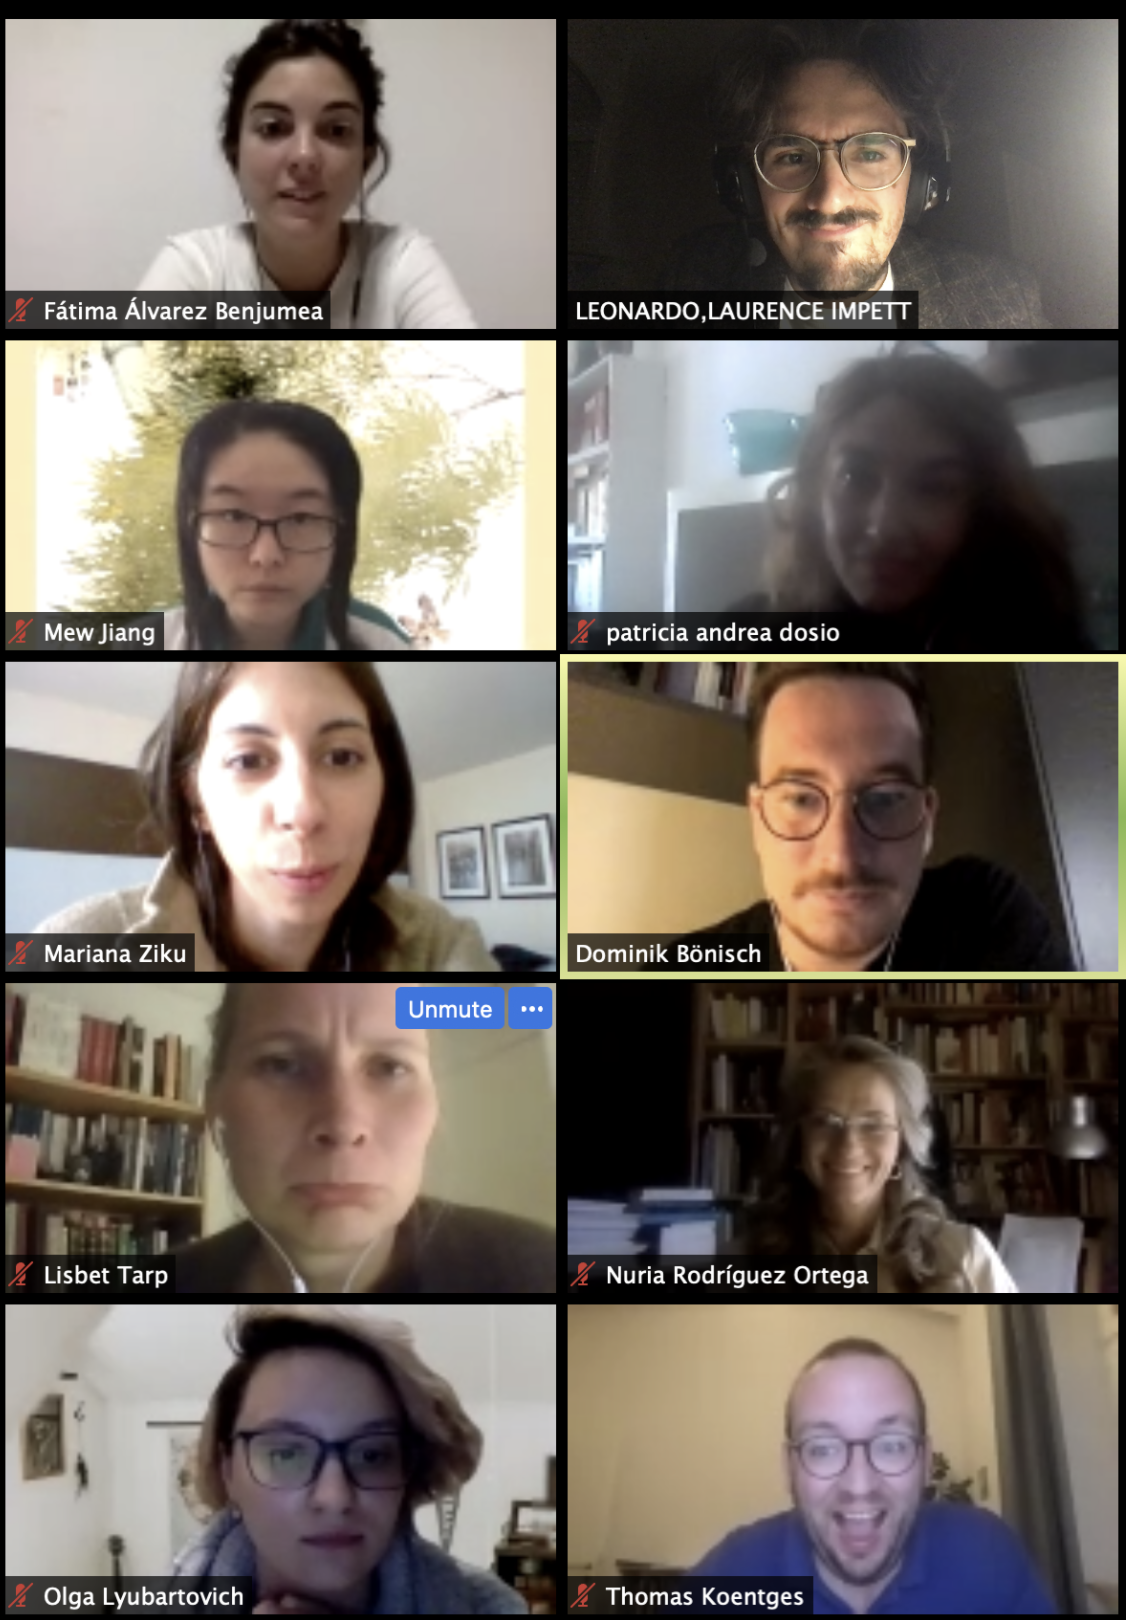 Fátima Álvarez Benjumea
LEONARDO,LAURENCE IMPETT
Mew Jiang
patricia andrea dosio
Mariana Ziku
Dominik Bönisch
Unmute
Lisbet Tarp
Nuria Rodríguez Ortega
Olga Lyubartovich
Thomas Koentges